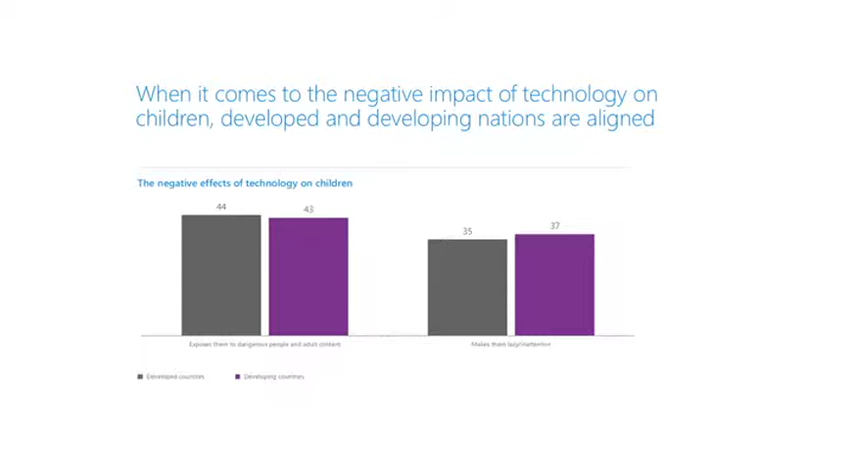 When it comes to the negative impact of technology on
children, developed and developing nations are aligned
The negative effects of technology on children
44
43
35
37
Exposes them to dangerous people and adult content
Makes them lazy/inattention
Developed countries
Developing countries